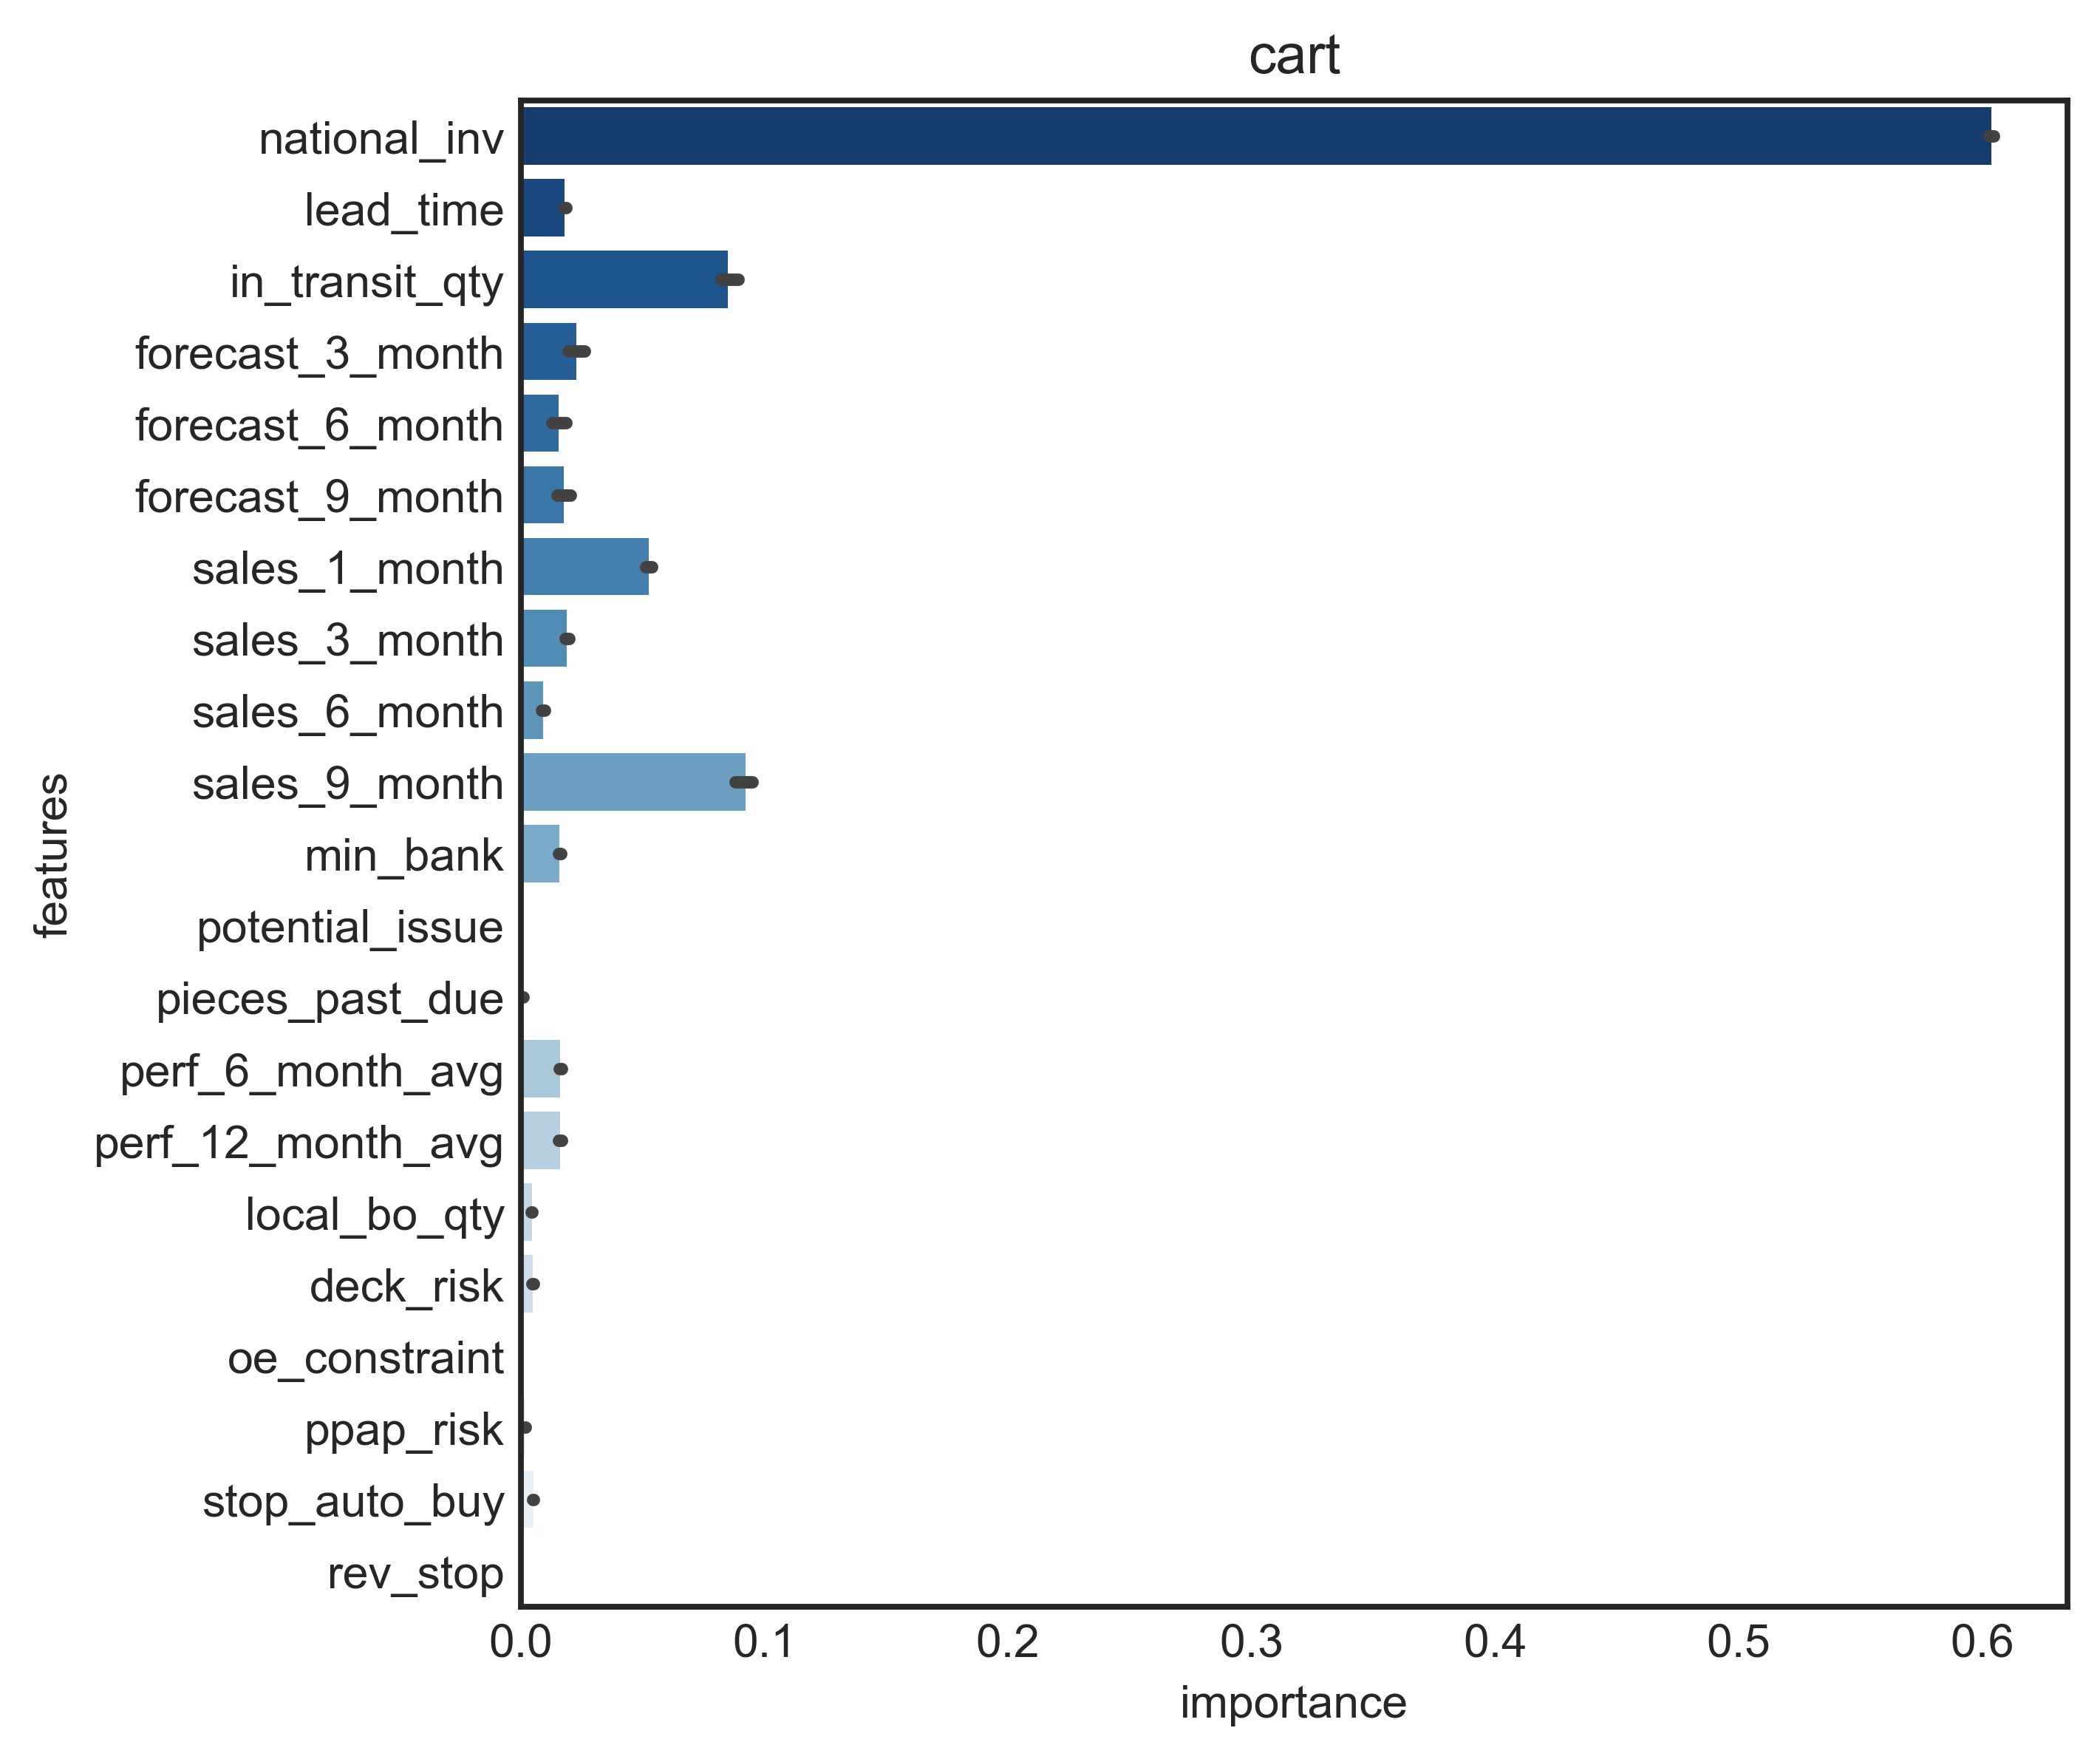 cart
national_inv
lead_time
in_transit_qty
forecast_3_month
forecast_6_month
forecast_9_month
sales_1_month
sales_3_month
sales_6_month
sales_9_month
min_bank
potential_issue
pieces_past_due
perf_6_month_avg
perf_12_month_avg
local_bo_qty
deck_risk
oe_constraint
ppap_risk
stop_auto_buy
rev_stop
features
0.0 0.1 0.2 0.3 0.4 0.5 0.6
importance